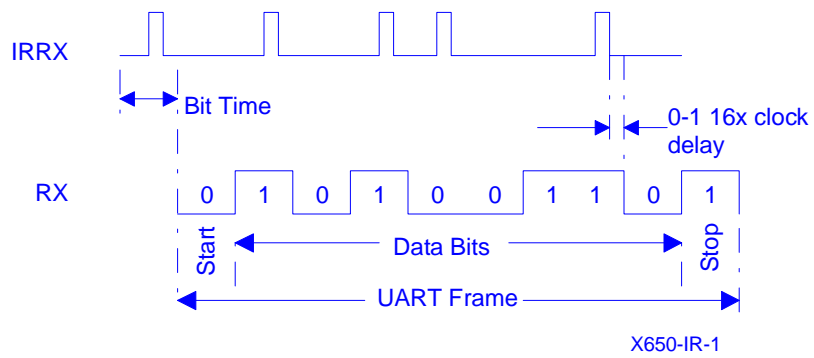 IRRX
Bit Time
0-1 16x clock
delay
RX
0 1 0 1 0 0 1 1 0 1
Start
Data Bits
Stop
UART Frame
X650-IR-1